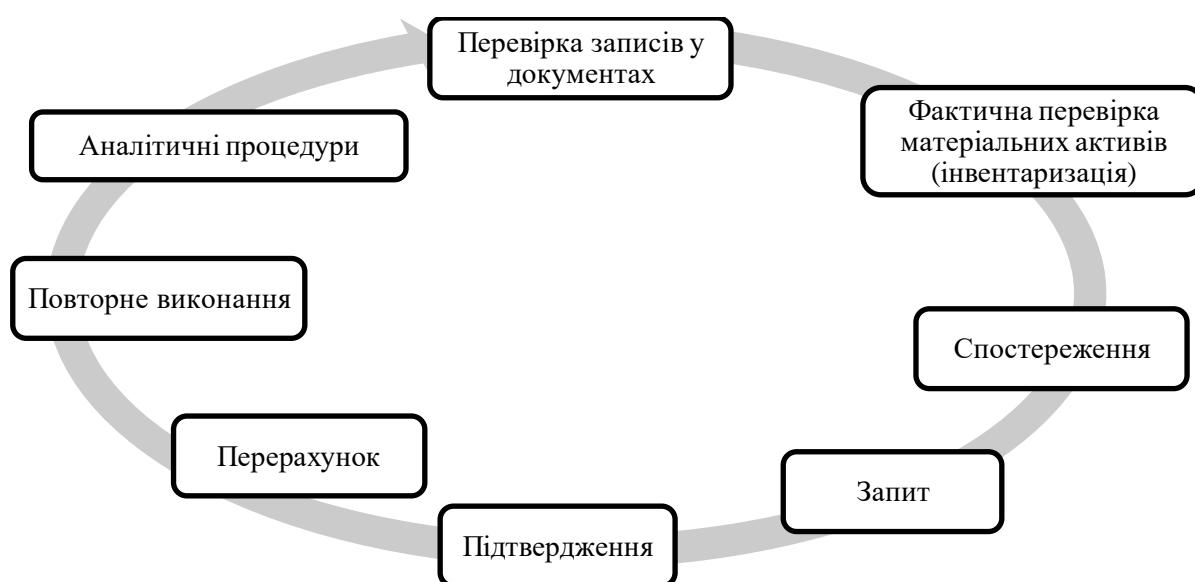 Перевірка записів у
документах
Фактична перевірка
матеріальних активів
(інвентаризація)
Спостереження
Запит
Підтвердження
Перерахунок
Повторне виконання
Аналітичні процедури